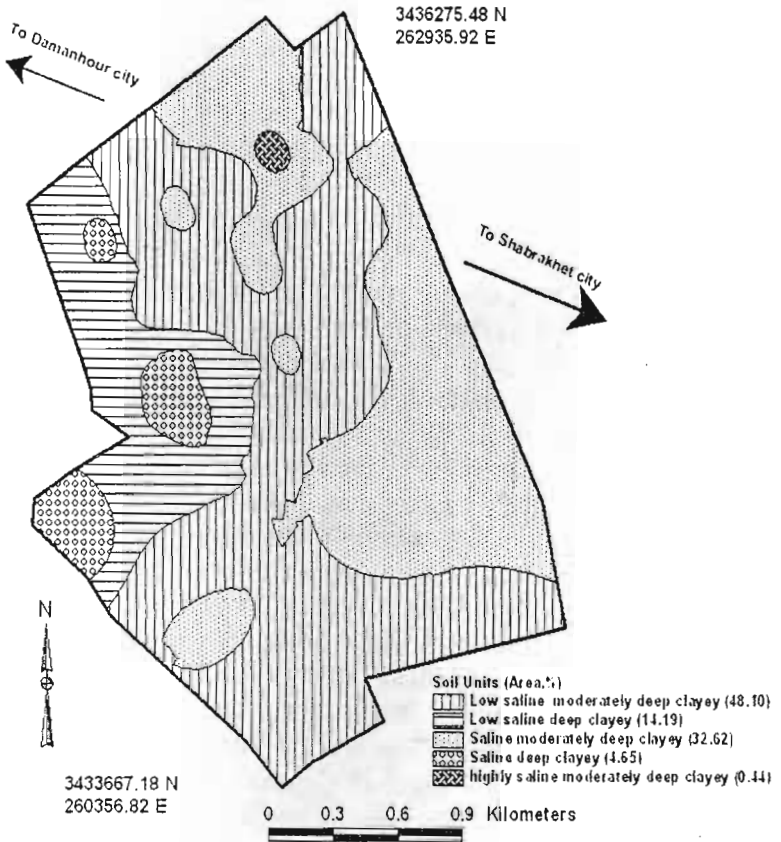 3436275.48 N
262935.92 E
To Damanhour city
To Shabrakhet city
N
Soil Units (Area,%)
Low saline moderately deep clayey (48.10)
Low saline deep clayey (14.19)
Saline moderately deep clayey (32.62)
Saline deep clayey (4.65)
highly saline moderately deep clayey (0.44)
3433667.18 N
260356.82 E
0 0.3 0.6 0.9 Kilometers